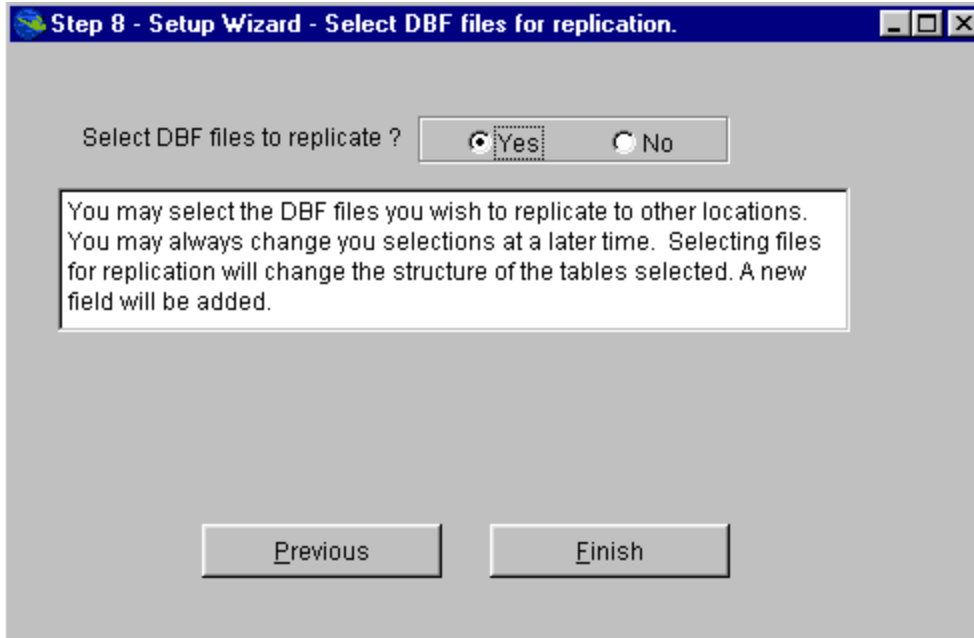 Step 8 - Setup Wizard - Select DBF files for replication.
Select DBF files to replicate ? Yes No
You may select the DBF files you wish to replicate to other locations.
You may always change you selections at a later time.  Selecting files
for replication will change the structure of the tables selected. A new
field will be added.
Previous Finish